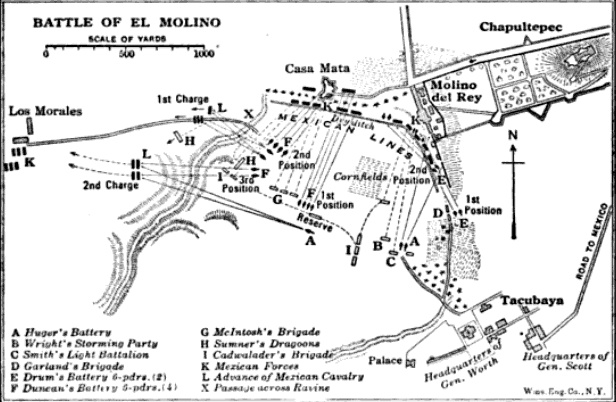 BATTLE OF EL MOLINO
SCALE OF YARDS
0 500 1000
Chapultepec
Casa Mata
Molino
del Rey
Los Morales
1st Charge
L
X
K
K
MEXICAN LINES
Dry ditch
H
F
2nd
Position
N
K
L
H
I
F
3rd
Position
2nd Charge
Cornfields
2nd
Position
E
G
F
1st
Position
Reserve
D
E
1st
Position
A
I
B
A
C
ROAD TO MEXICO
Tacubaya
A Huger's Battery
B Wright's Storming Party
C Smith's Light Battalion
D Garland's Brigade
E Drum's Battery 6-pdrs.(2)
F Duncan's Battery 6-pdrs.(4)
G McIntosh's Brigade
H Sumner's Dragoons
I Cadwalader's Brigade
K Mexican Forces
L Advance of Mexican Cavalry
X Passage across Ravine
Palace
Headquarters of
Gen. Worth
Headquarters of
Gen. Scott
Wms. Eng. Co., N.Y.